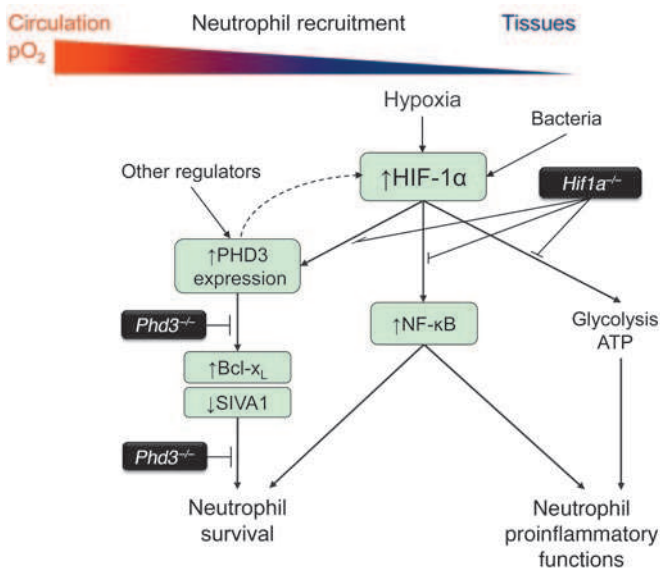 Circulation
pO₂
Neutrophil recruitment
Tissues
Hypoxia
Bacteria
Other regulators
↑HIF-1α
Hif1a⁻/⁻
↑PHD3
expression
Phd3⁻/⁻
↑NF-κB
Glycolysis
ATP
↑Bcl-x_L
↓SIVA1
Phd3⁻/⁻
Neutrophil
survival
Neutrophil
proinflammatory
functions